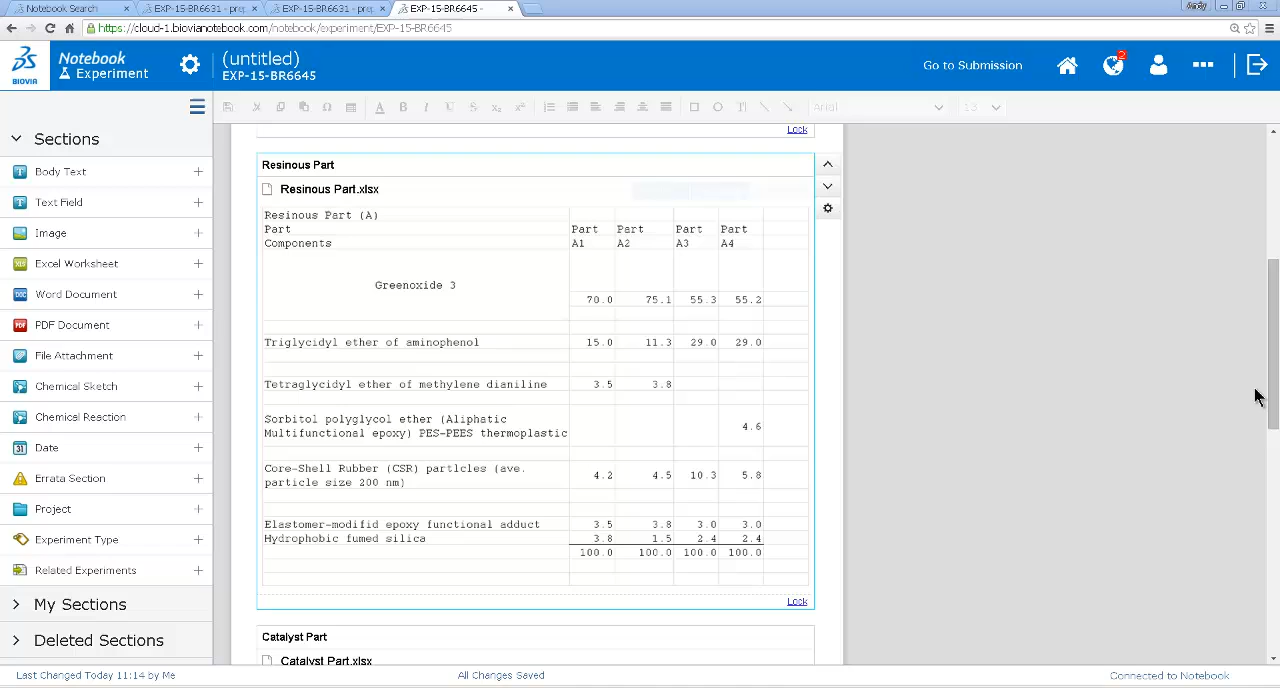 Notebook Search
EXP-15-BR6631 - prep
EXP-15-BR6631 - prep
EXP-15-BR6645 -
Andy
https://cloud-1.biovianotebook.com/notebook/experiment/EXP-15-BR6645
BIOVIA
Notebook
Experiment
(untitled)
EXP-15-BR6645
Go to Submission
2
Arial
13
Sections
Body Text
Text Field
Image
Excel Worksheet
Word Document
PDF Document
File Attachment
Chemical Sketch
Chemical Reaction
Date
Errata Section
Project
Experiment Type
Related Experiments
My Sections
Deleted Sections
Lock
Resinous Part
Resinous Part.xlsx
Resinous Part (A)
Part Part Part Part Part
Components A1 A2 A3 A4
Greenoxide 3
70.0 75.1 55.3 55.2
Triglycidyl ether of aminophenol 15.0 11.3 29.0 29.0
Tetraglycidyl ether of methylene dianiline 3.5 3.8
Sorbitol polyglycol ether (Aliphatic
Multifunctional epoxy) PES-PEES thermoplastic 4.6
Core-Shell Rubber (CSR) particles (ave.
particle size 200 nm) 4.2 4.5 10.3 5.8
Elastomer-modifid epoxy functional adduct 3.5 3.8 3.0 3.0
Hydrophobic fumed silica 3.8 1.5 2.4 2.4
100.0 100.0 100.0 100.0
Lock
Catalyst Part
Catalyst Part.xlsx
Last Changed Today 11:14 by Me
All Changes Saved
Connected to Notebook